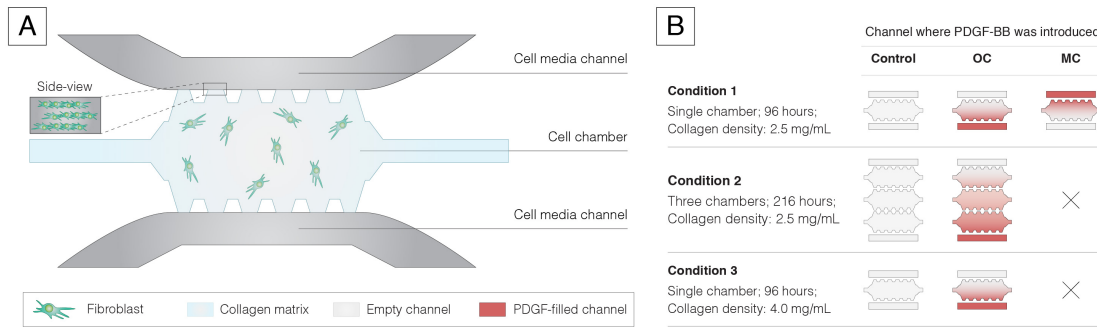 A
Cell media channel
Side-view
Cell chamber
Cell media channel
Fibroblast
Collagen matrix
Empty channel
PDGF-filled channel
B
Channel where PDGF-BB was introduced
Control
OC
MC
Condition 1
Single chamber; 96 hours;
Collagen density: 2.5 mg/mL
Condition 2
Three chambers; 216 hours;
Collagen density: 2.5 mg/mL
Condition 3
Single chamber; 96 hours;
Collagen density: 4.0 mg/mL